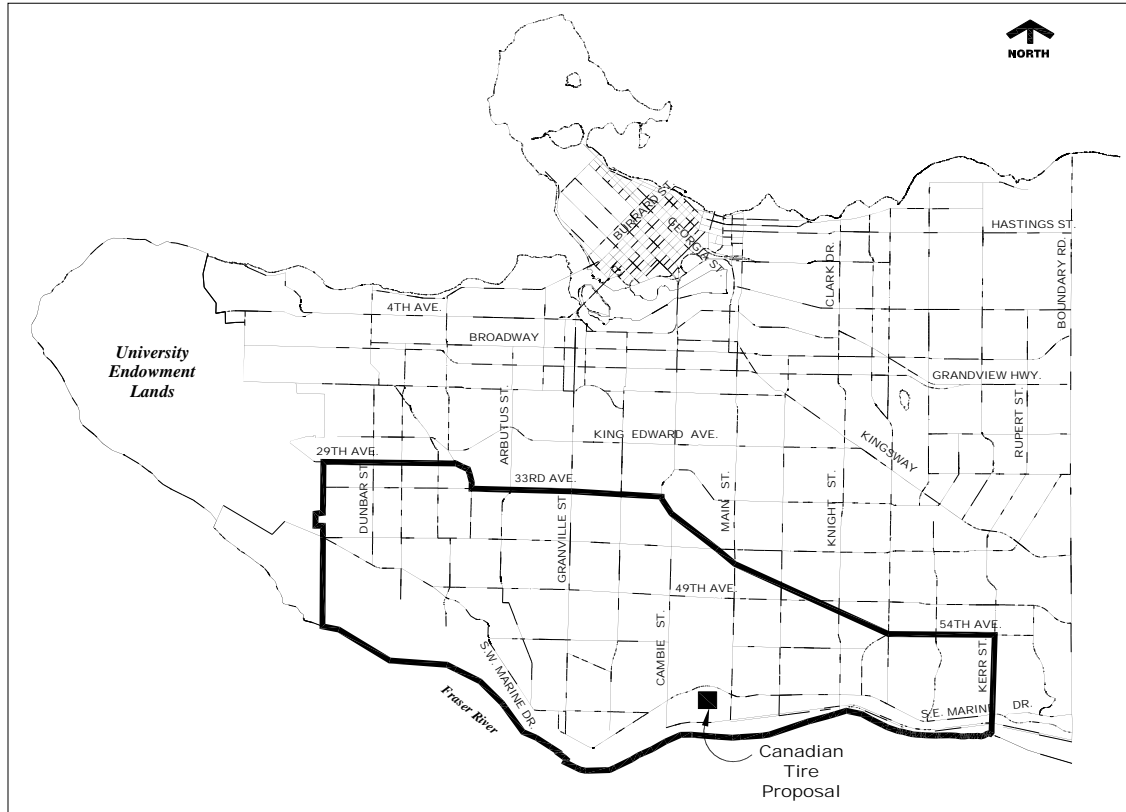 NORTH
BURRARD ST.
GEORGIA ST.
HASTINGS ST.
CLARK DR.
BOUNDARY RD.
4TH AVE.
BROADWAY
University
Endowment
Lands
GRANDVIEW HWY.
ARBUTUS ST.
RUPERT ST.
KING EDWARD AVE.
KINGSWAY
29TH AVE.
33RD AVE.
DUNBAR ST.
GRANVILLE ST.
MAIN ST.
KNIGHT ST.
49TH AVE.
54TH AVE.
CAMBIE ST.
KERR ST.
S.W. MARINE DR
Fraser River
S.E. MARINE DR.
Canadian
Tire
Proposal